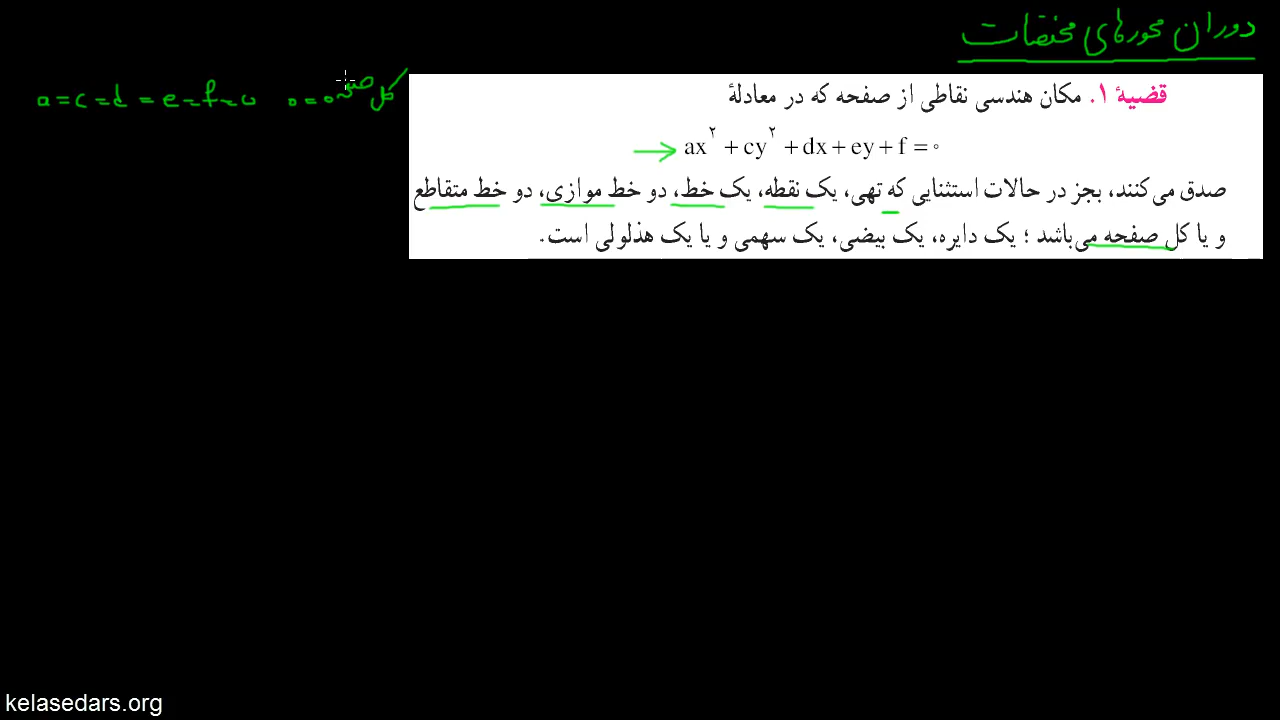 دوران محورهای مختصات
a = c = d = e = f = 0 0 = 0 کل صفحه
قضیهٔ ۱. مکان هندسی نقاطی از صفحه که در معادلهٔ
ax² + cy² + dx + ey + f = ۰
صدق می‌کنند، بجز در حالات استثنایی که تهی، یک نقطه، یک خط، دو خط موازی، دو خط متقاطع
و یا کل صفحه می‌باشد ؛ یک دایره، یک بیضی، یک سهمی و یا یک هذلولی است.
kelasedars.org